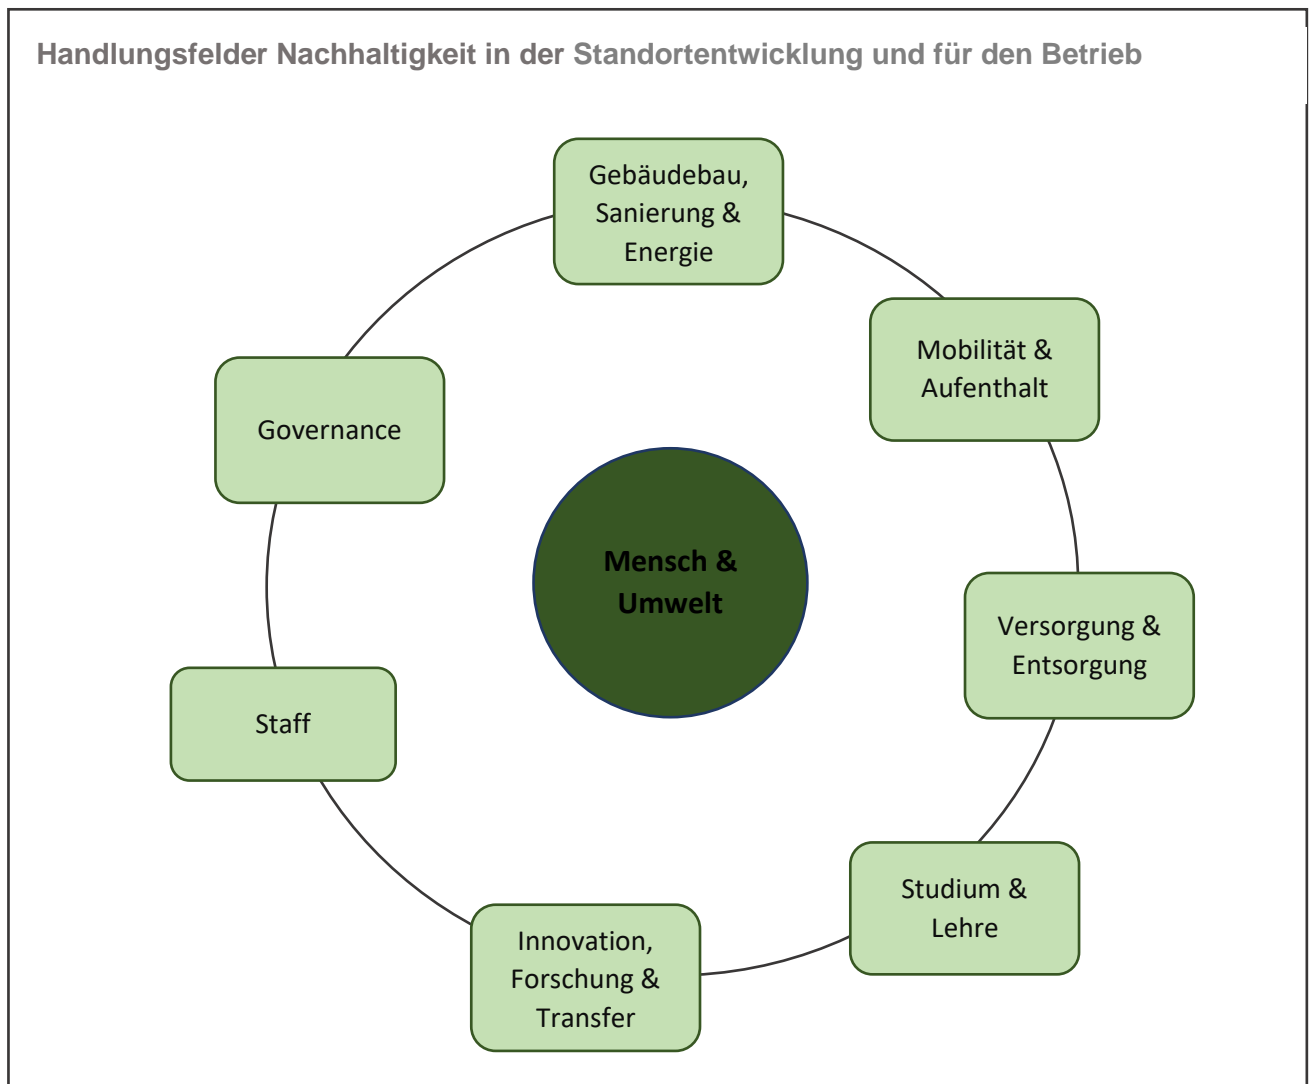 Handlungsfelder Nachhaltigkeit in der Standortentwicklung und für den Betrieb
Gebäudebau,
Sanierung &
Energie
Mobilität &
Aufenthalt
Governance
Mensch &
Umwelt
Versorgung &
Entsorgung
Staff
Studium &
Lehre
Innovation,
Forschung &
Transfer